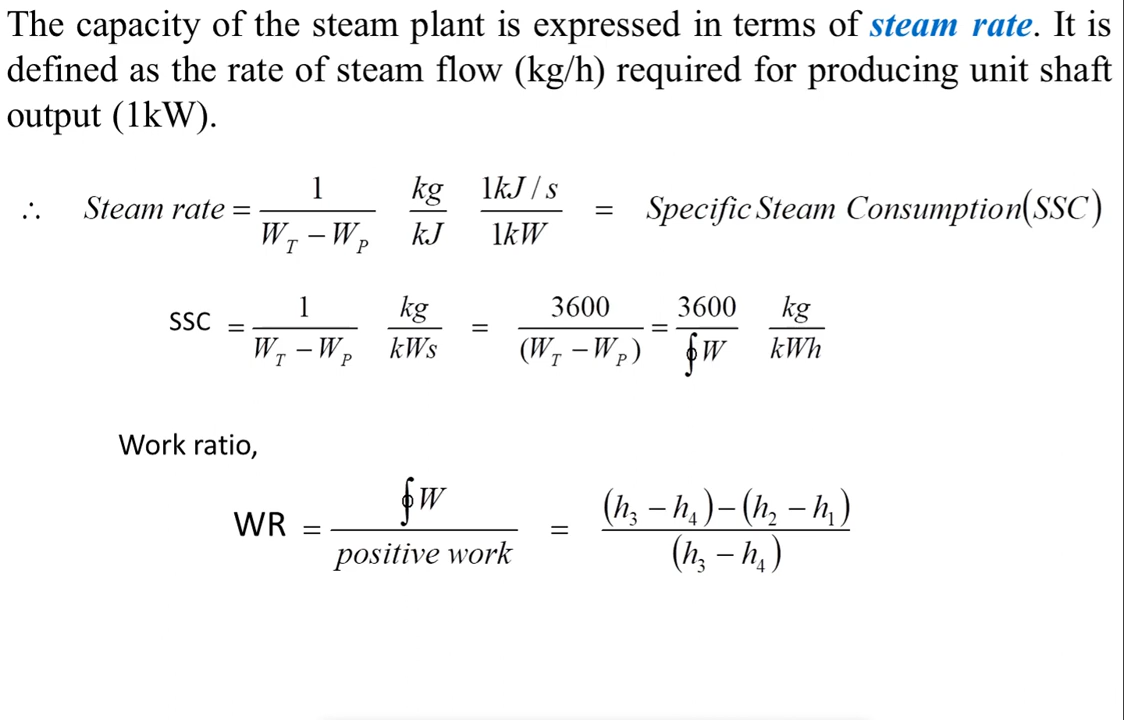 The capacity of the steam plant is expressed in terms of steam rate. It is
defined as the rate of steam flow (kg/h) required for producing unit shaft
output (1kW).
∴ Steam rate = 1 / (W_T − W_P) kg/kJ 1kJ/s / 1kW = Specific Steam Consumption(SSC)
SSC = 1 / (W_T − W_P) kg/kWs = 3600 / (W_T − W_P) = 3600 / ∮W kg/kWh
Work ratio,
WR = ∮W / positive work = ((h_3 − h_4) − (h_2 − h_1)) / (h_3 − h_4)